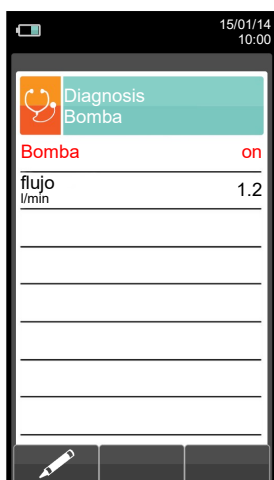 15/01/14
10:00
Diagnosis
Bomba
Bomba on
flujo 1.2
l/min